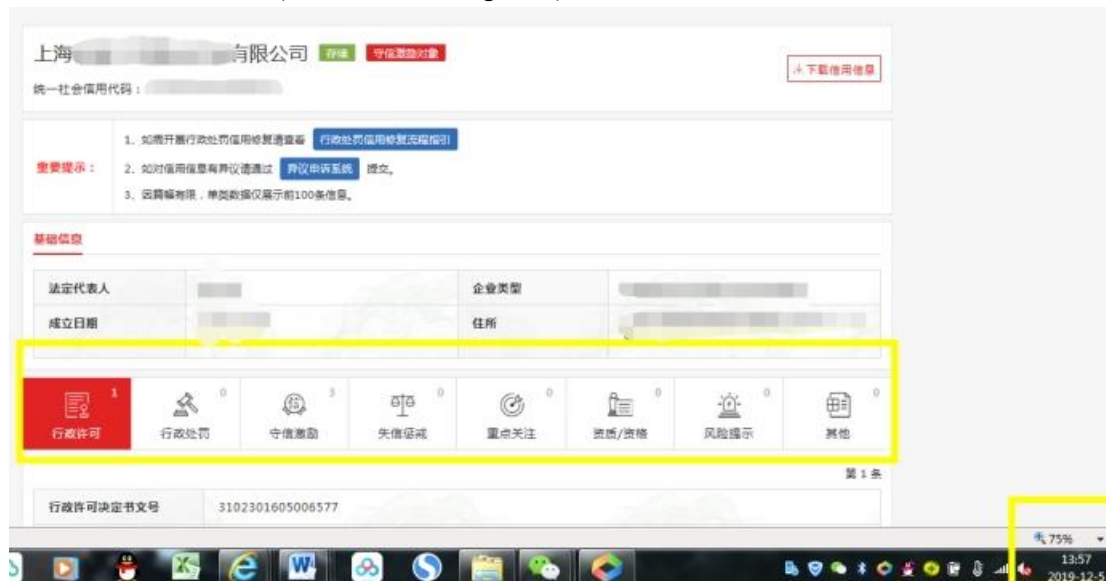 上海 有限公司 存续 守信激励对象
下载信用信息
统一社会信用代码:
重要提示:
1. 如需开展行政处罚信用修复请查看 行政处罚信用修复流程指引
2. 如对信用信息有异议请通过 异议申诉系统 提交。
3、因篇幅有限,单类数据仅展示前100条信息。
基础信息
法定代表人 企业类型
成立日期 住所
1 0 3 0 0 0 0 0
行政许可 行政处罚 守信激励 失信惩戒 重点关注 资质/资格 风险提示 其他
第 1 条
行政许可决定书文号 3102301605006577
75%
13:57
2019-12-5